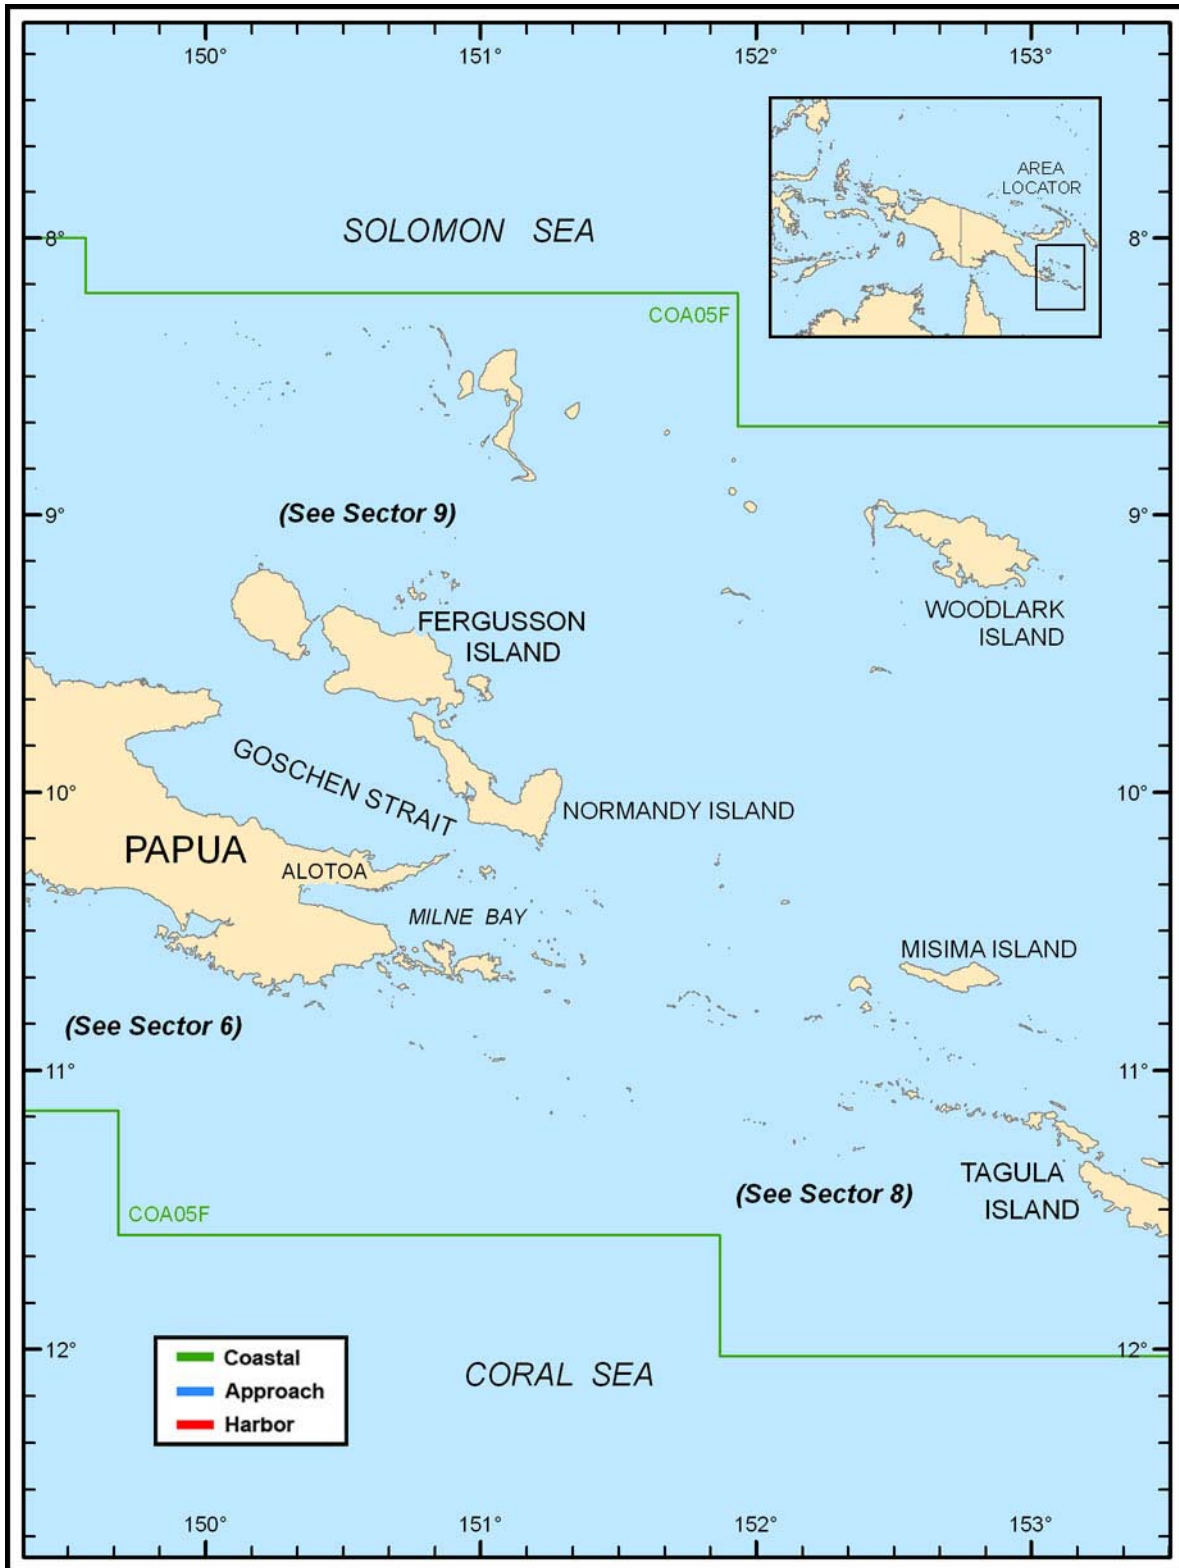 150° 151° 152° 153°
AREA
LOCATOR
SOLOMON SEA
8° 8°
COA05F
(See Sector 9)
9° 9°
WOODLARK
ISLAND
FERGUSSON
ISLAND
GOSCHEN STRAIT
10° 10°
NORMANDY ISLAND
PAPUA
ALOTOA
MILNE BAY
MISIMA ISLAND
(See Sector 6)
11° 11°
TAGULA
ISLAND
(See Sector 8)
COA05F
12° 12°
Coastal
Approach
Harbor
CORAL SEA
150° 151° 152° 153°